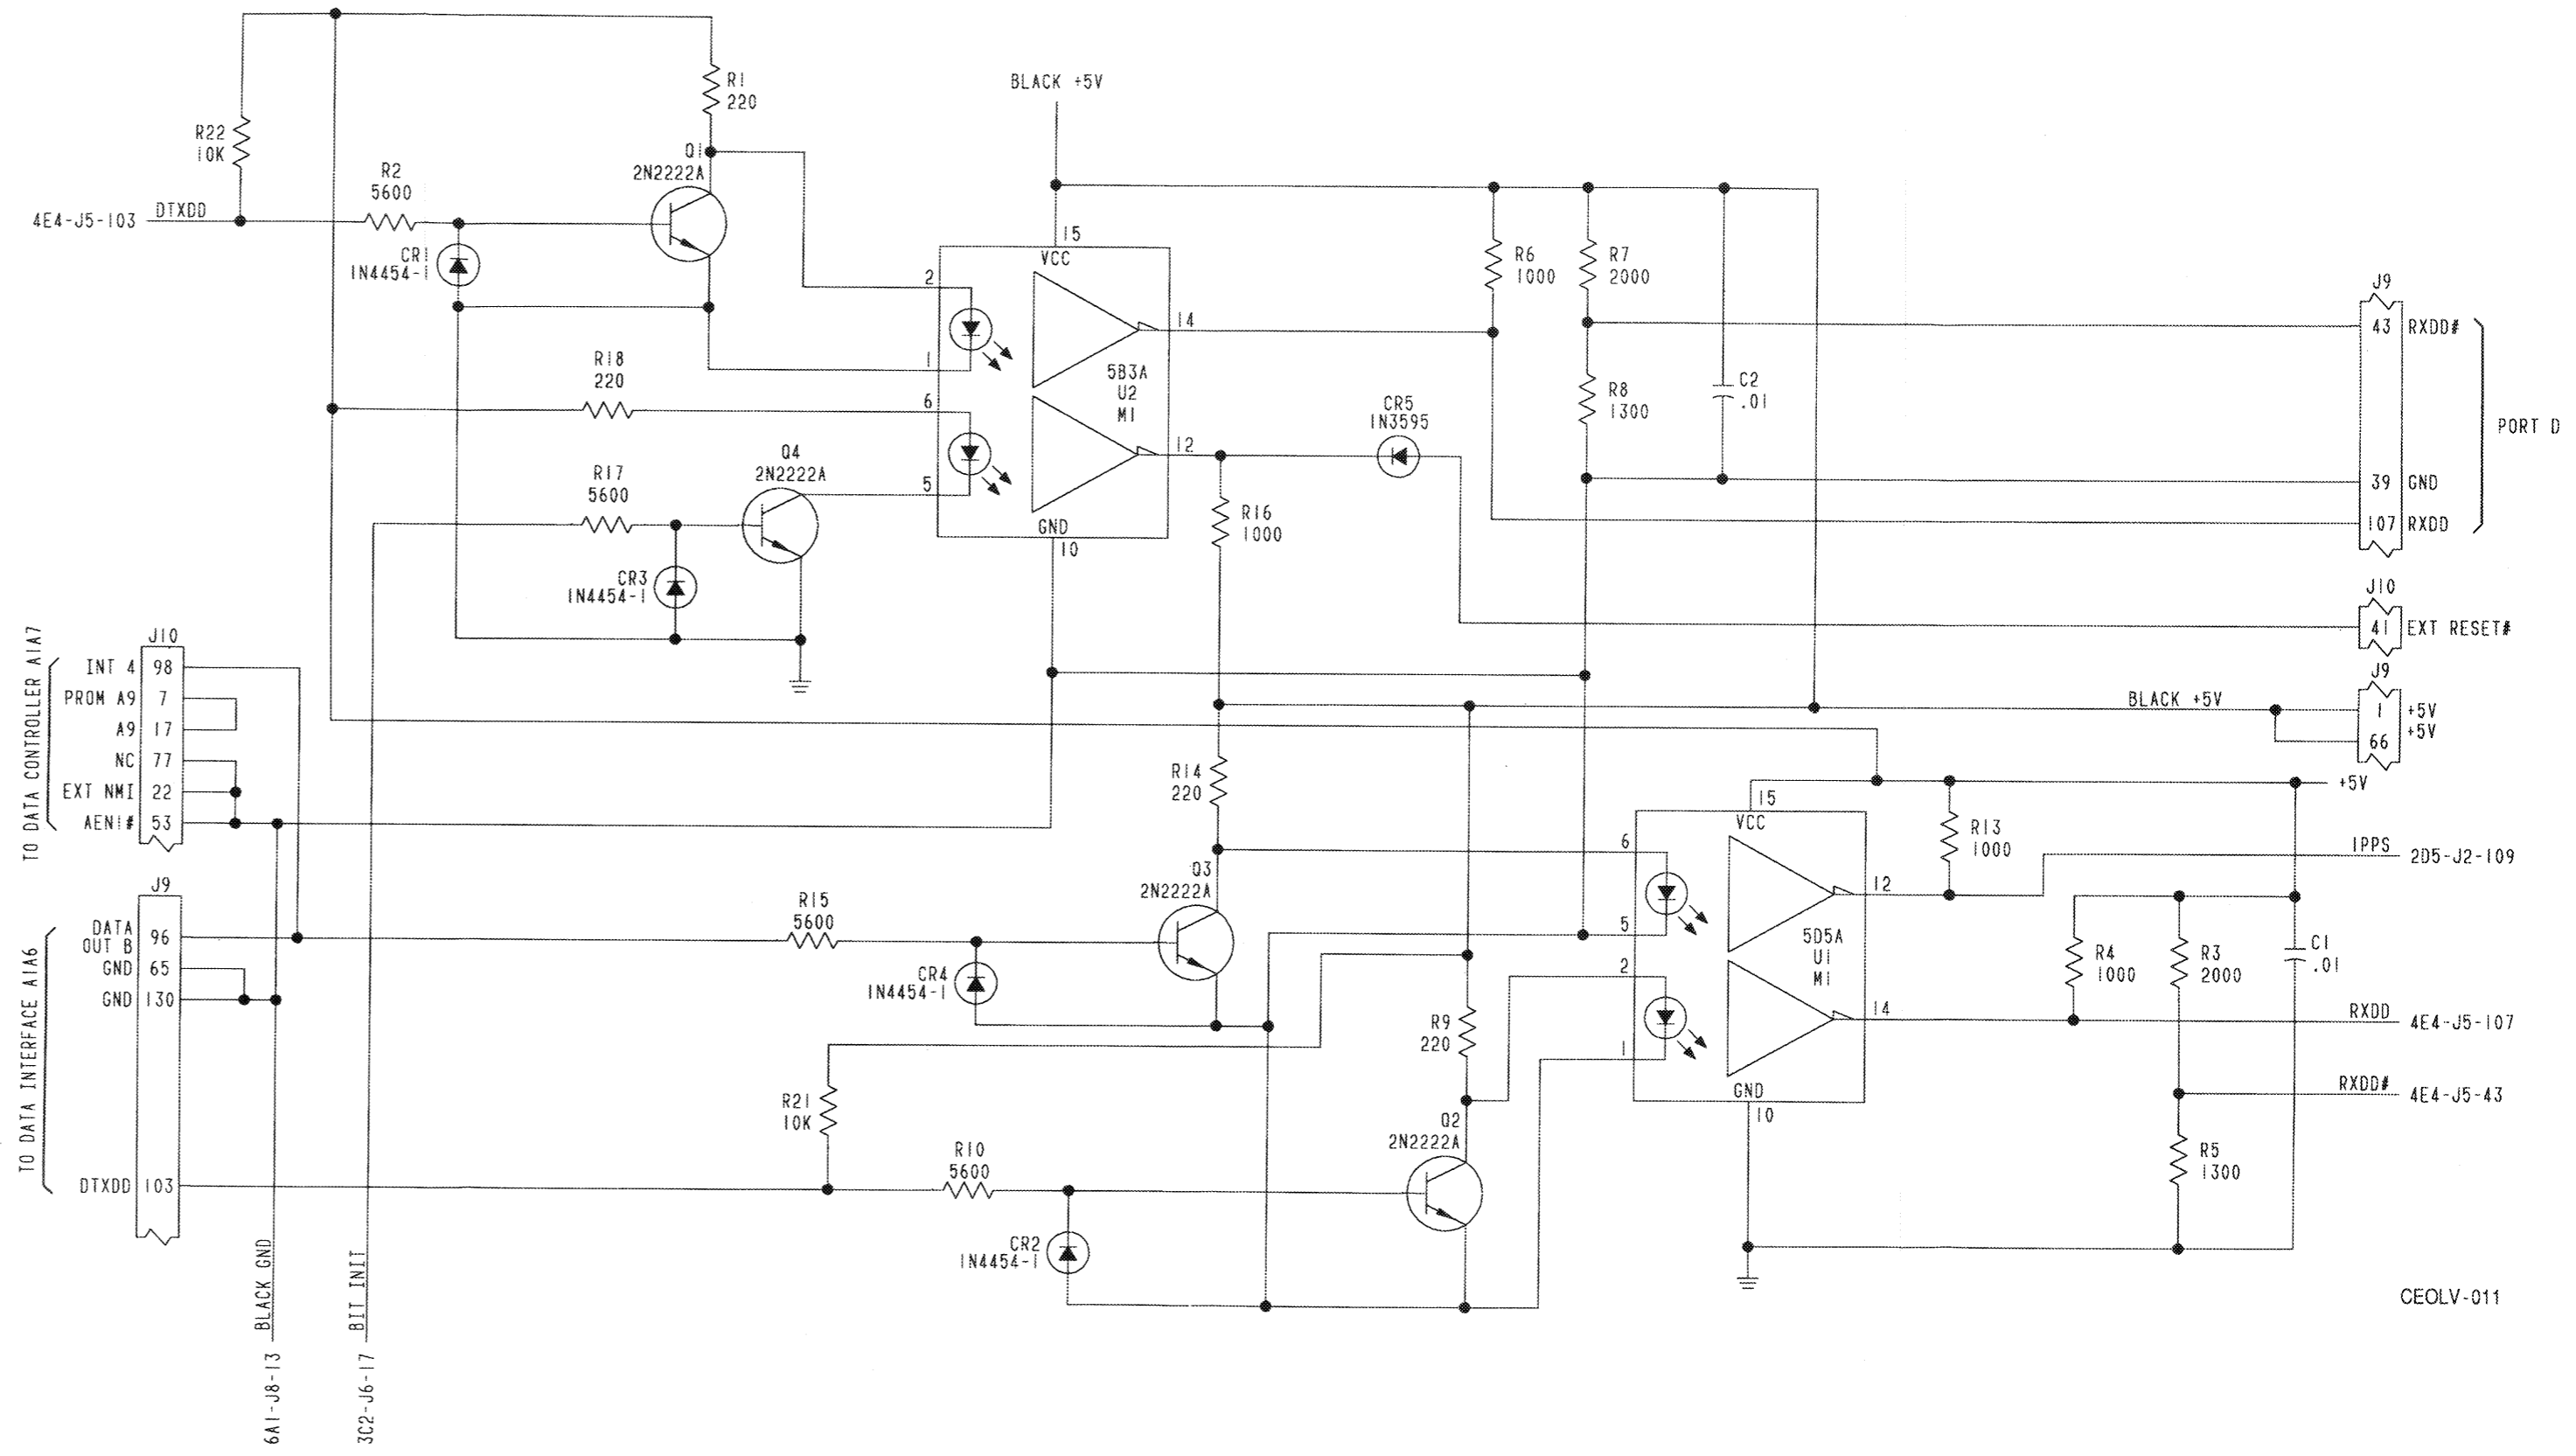 R1
220
BLACK +5V
R22
10K
Q1
2N2222A
R2
5600
4E4-J5-103
DTXDD
CR1
1N4454-1
15
VCC
2
14
1
5B3A
U2
M1
R18
220
6
12
5
GND
10
Q4
2N2222A
R17
5600
CR3
1N4454-1
CR5
1N3595
R16
1000
R6
1000
R7
2000
R8
1300
C2
.01
J9
43 RXDD#
39 GND
107 RXDD
PORT D
J10
41 EXT RESET#
J9
BLACK +5V
1 +5V
66 +5V
+5V
TO DATA CONTROLLER A1A7
J10
INT 4 98
PROM A9 7
A9 17
NC 77
EXT NMI 22
AEN1# 53
TO DATA INTERFACE A1A6
J9
DATA
OUT B 96
GND 65
GND 130
DTXDD 103
BLACK GND
6A1-J8-13
BIT INIT
3C2-J6-17
R14
220
Q3
2N2222A
R15
5600
CR4
1N4454-1
R21
10K
R10
5600
CR2
1N4454-1
R9
220
Q2
2N2222A
15
VCC
6
12
5
5D5A
U1
M1
2
14
1
GND
10
R13
1000
1PPS
2D5-J2-109
R4
1000
R3
2000
C1
.01
RXDD
4E4-J5-107
RXDD#
4E4-J5-43
R5
1300
CEOLV-011